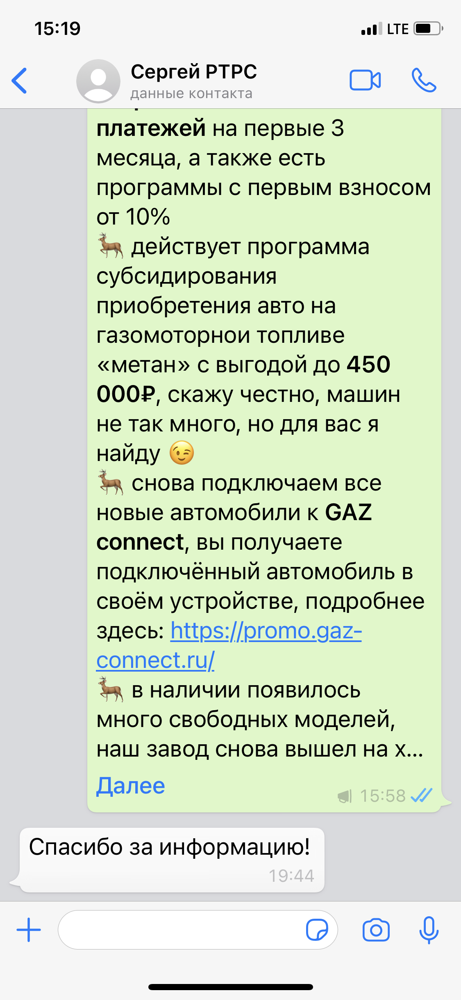 15:19
LTE
Сергей РТРС
данные контакта
платежей на первые 3
месяца, а также есть
программы с первым взносом
от 10%
🦌 действует программа
субсидирования
приобретения авто на
газомоторнои топливе
«метан» с выгодой до 450
000₽, скажу честно, машин
не так много, но для вас я
найду 😉
🦌 снова подключаем все
новые автомобили к GAZ
connect, вы получаете
подключённый автомобиль в
своём устройстве, подробнее
здесь: https://promo.gaz-
connect.ru/
🦌 в наличии появилось
много свободных моделей,
наш завод снова вышел на х...
Далее
15:58
Спасибо за информацию!
19:44